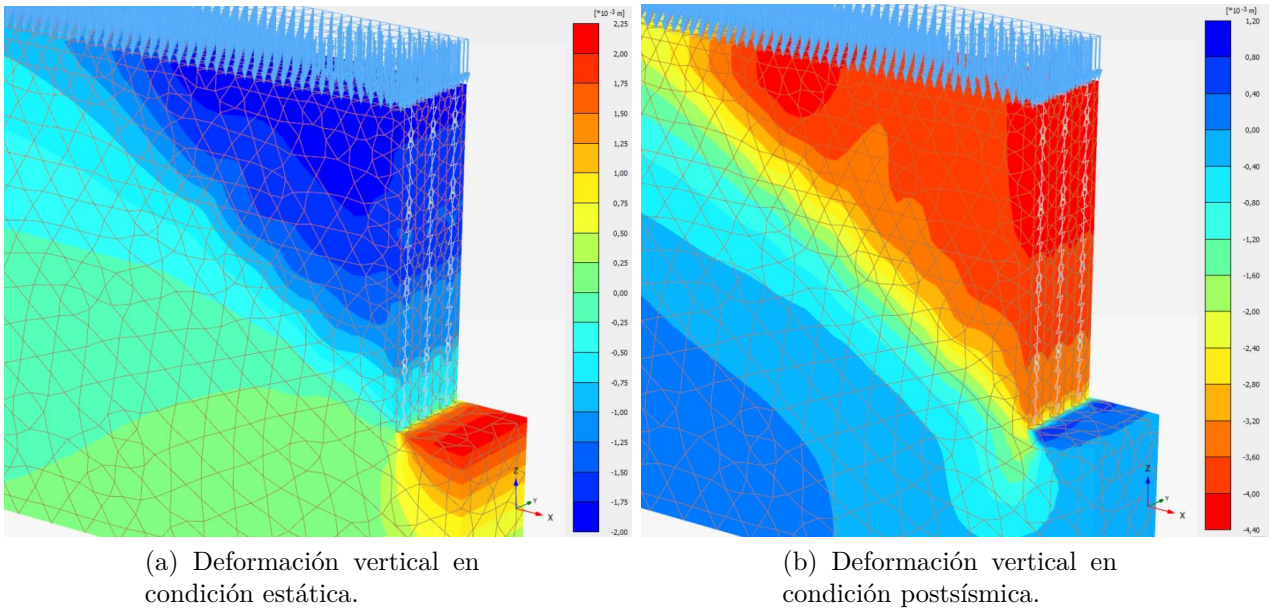 [*10⁻³ m]
2,25
2,00
1,75
1,50
1,25
1,00
0,75
0,50
0,25
0,00
-0,25
-0,50
-0,75
-1,00
-1,25
-1,50
-1,75
-2,00
Z
Y
X
[*10⁻³ m]
1,20
0,80
0,40
0,00
-0,40
-0,80
-1,20
-1,60
-2,00
-2,40
-2,80
-3,20
-3,60
-4,00
-4,40
Z
Y
X
(a) Deformación vertical en
condición estática.
(b) Deformación vertical en
condición postsísmica.